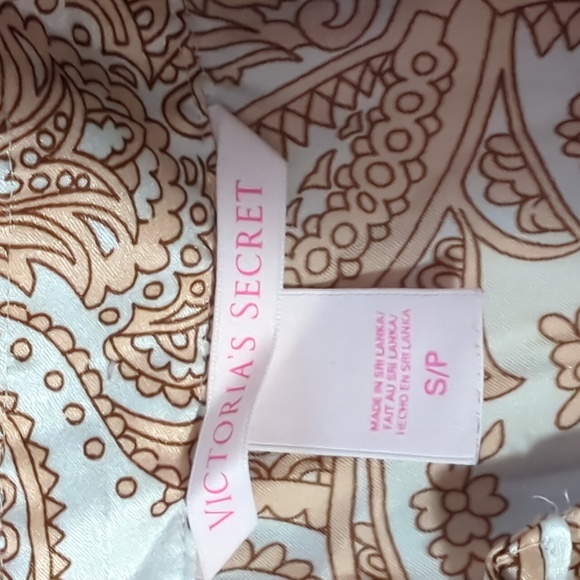 VICTORIA'S SECRET
MADE IN SRI LANKA/
FAIT AU SRI LANKA/
HECHO EN SRI LANKA
S/P